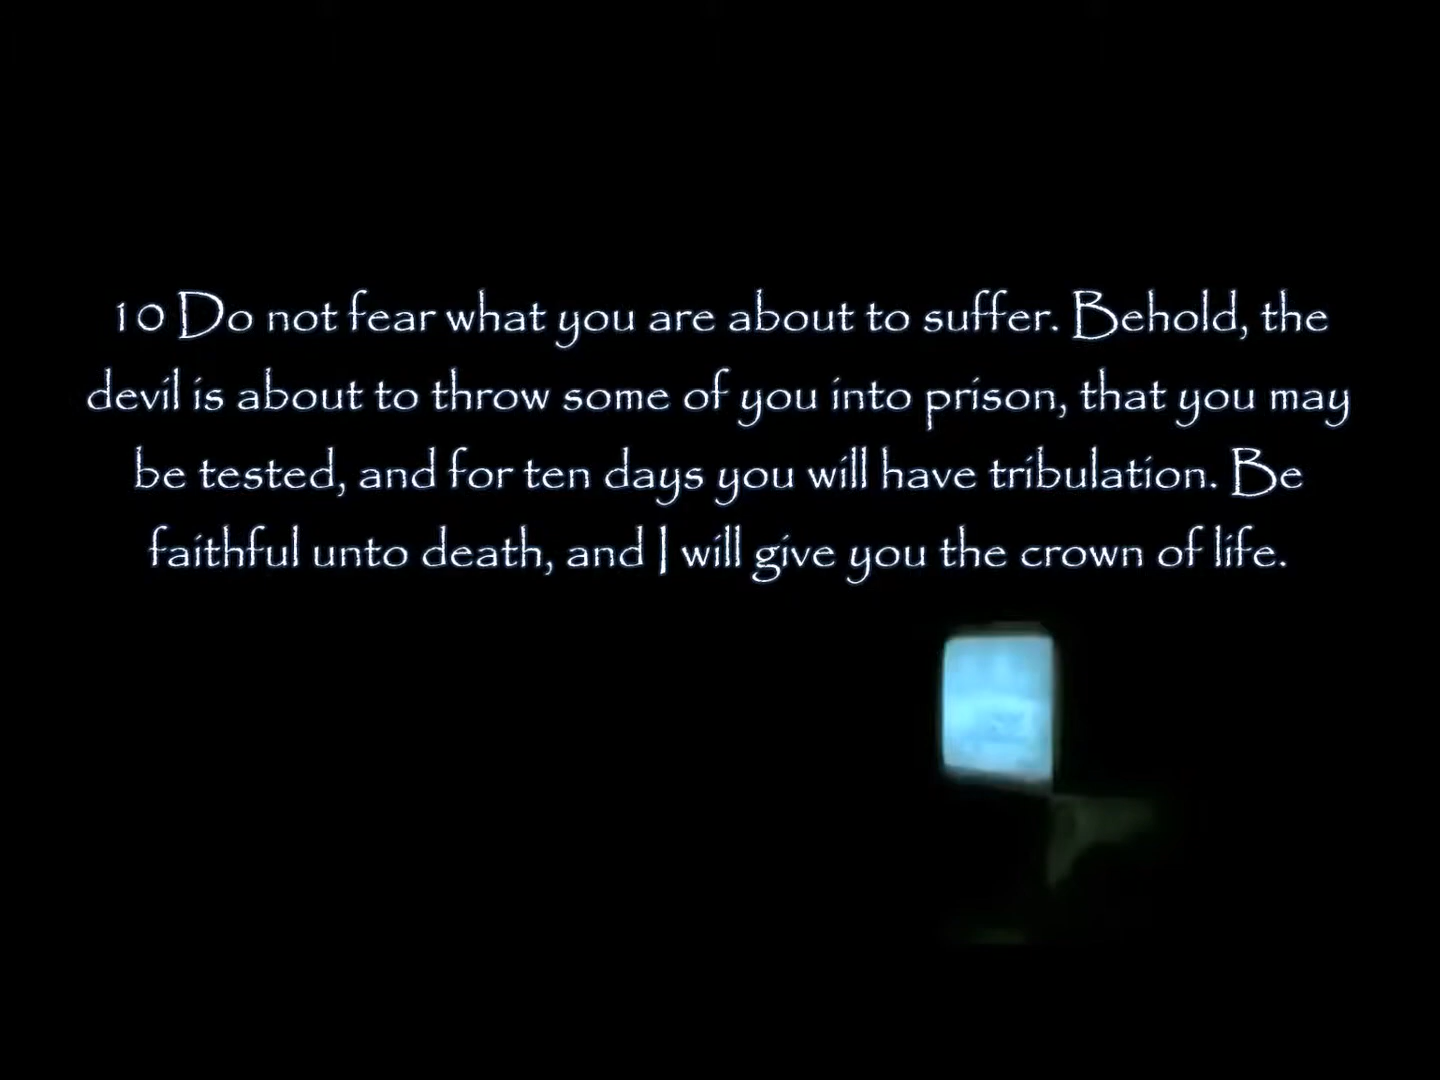 10 Do not fear what you are about to suffer. Behold, the
devil is about to throw some of you into prison, that you may
be tested, and for ten days you will have tribulation. Be
faithful unto death, and I will give you the crown of life.